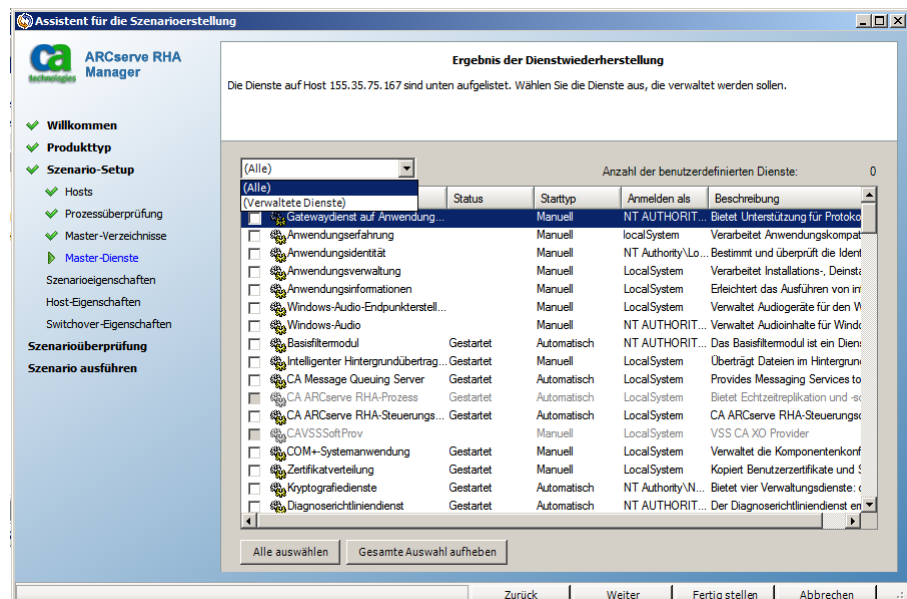 Assistent für die Szenarioerstellung
ca technologies
ARCserve RHA
Manager
Willkommen
Produkttyp
Szenario-Setup
Hosts
Prozessüberprüfung
Master-Verzeichnisse
Master-Dienste
Szenarioeigenschaften
Host-Eigenschaften
Switchover-Eigenschaften
Szenarioüberprüfung
Szenario ausführen
Ergebnis der Dienstwiederherstellung
Die Dienste auf Host 155.35.75.167 sind unten aufgelistet. Wählen Sie die Dienste aus, die verwaltet werden sollen.
(Alle)
Anzahl der benutzerdefinierten Dienste: 0
(Alle)
(Verwaltete Dienste)
Status Starttyp Anmelden als Beschreibung
Gatewaydienst auf Anwendung... Manuell NT AUTHORIT... Bietet Unterstützung für Protoko
Anwendungserfahrung Manuell localSystem Verarbeitet Anwendungskompat
Anwendungsidentität Manuell NT Authority\Lo... Bestimmt und überprüft die Ident
Anwendungsverwaltung Manuell LocalSystem Verarbeitet Installations-, Deinsta
Anwendungsinformationen Manuell LocalSystem Erleichtert das Ausführen von in
Windows-Audio-Endpunkterstell... Manuell LocalSystem Verwaltet Audiogeräte für den W
Windows-Audio Manuell NT AUTHORIT... Verwaltet Audioinhalte für Windo
Basisfiltermodul Gestartet Automatisch NT AUTHORIT... Das Basisfiltermodul ist ein Diens
Intelligenter Hintergrundübertrag... Gestartet Manuell LocalSystem Überträgt Dateien im Hintergrun
CA Message Queuing Server Gestartet Automatisch LocalSystem Provides Messaging Services to
CA ARCserve RHA-Prozess Gestartet Automatisch LocalSystem Bietet Echtzeitreplikation und -sc
CA ARCserve RHA-Steuerungs... Gestartet Automatisch LocalSystem CA ARCserve RHA-Steuerungsd
CAVSSSoftProv Manuell LocalSystem VSS CA XO Provider
COM+-Systemanwendung Gestartet Manuell LocalSystem Verwaltet die Komponentenkonf
Zertifikatverteilung Gestartet Manuell LocalSystem Kopiert Benutzerzertifikate und S
Kryptografiedienste Gestartet Automatisch NT Authority\N... Bietet vier Verwaltungsdienste: d
Diagnoserichtliniendienst Gestartet Automatisch NT AUTHORIT... Der Diagnoserichtliniendienst er
Alle auswählen Gesamte Auswahl aufheben
Zurück Weiter Fertig stellen Abbrechen